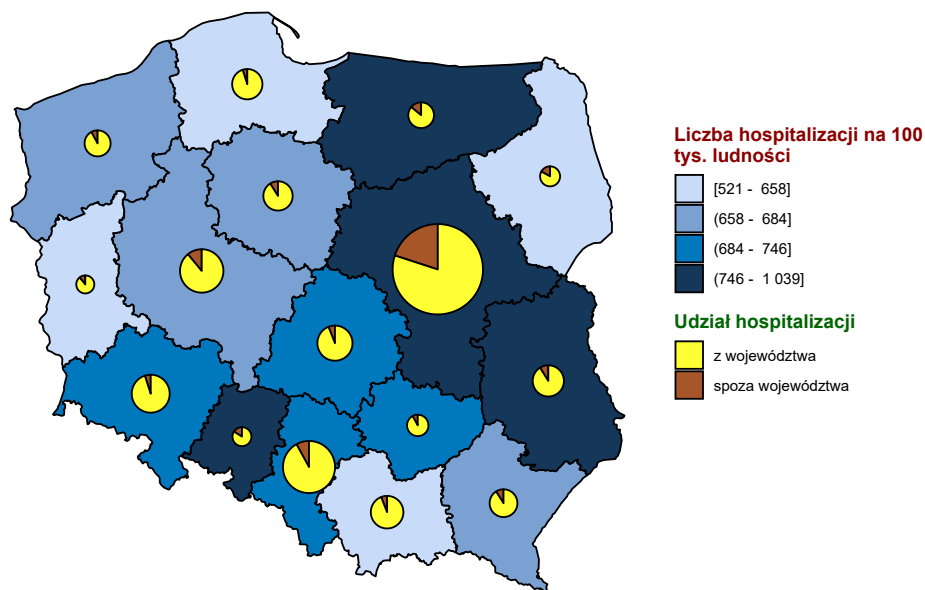 Liczba hospitalizacji na 100
tys. ludności
[521 - 658]
(658 - 684]
(684 - 746]
(746 - 1 039]
Udział hospitalizacji
z województwa
spoza województwa